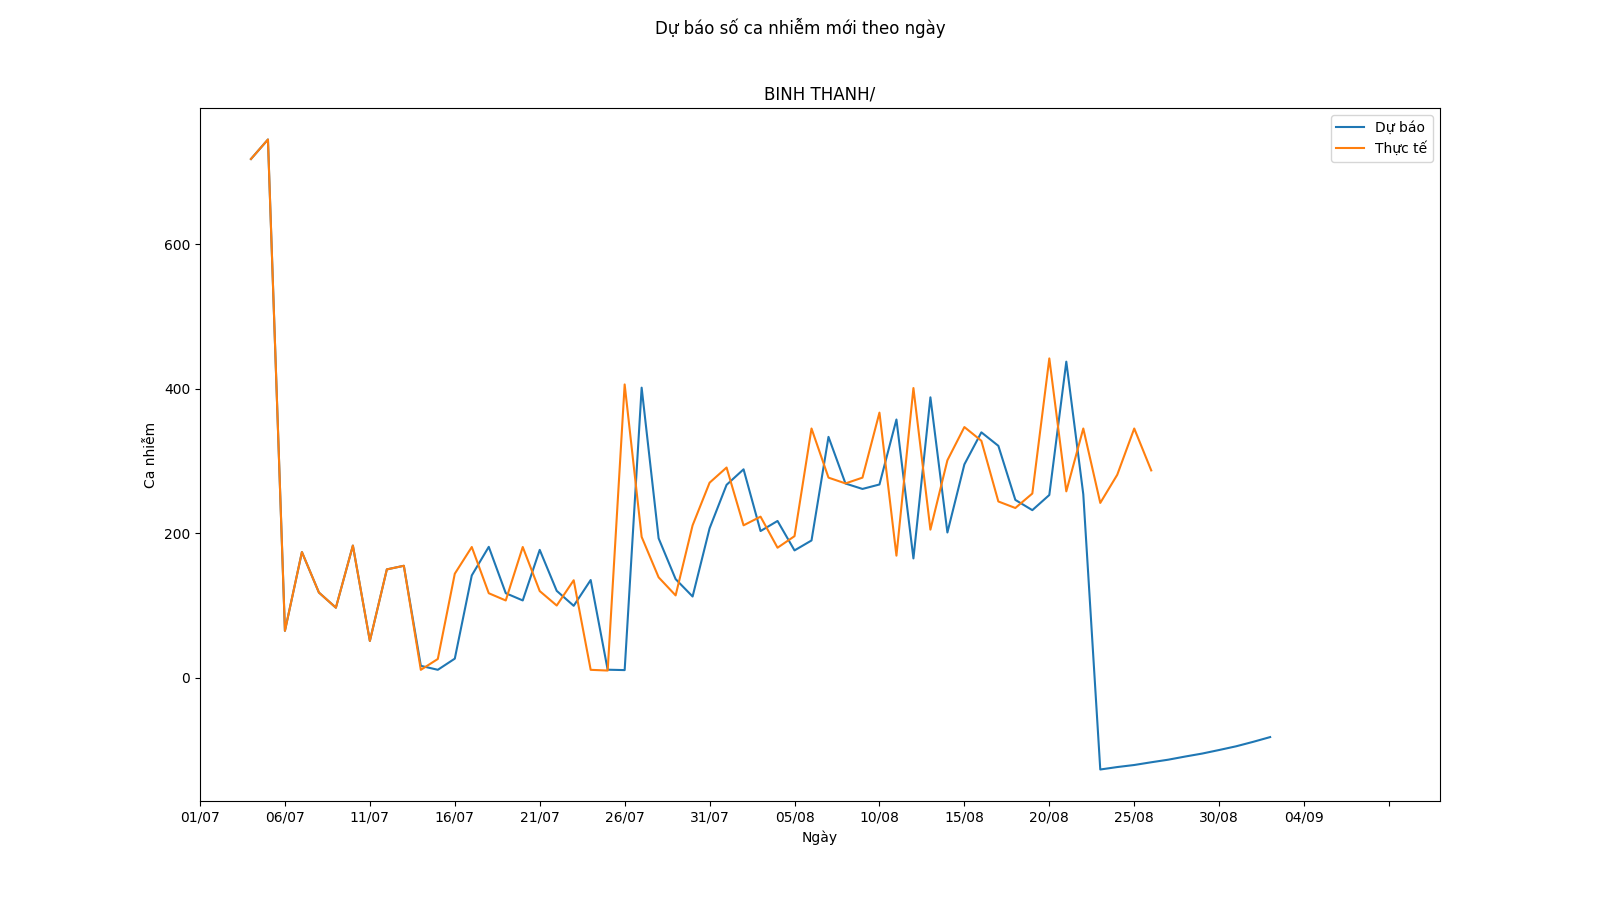 Dự báo số ca nhiễm mới theo ngày
BINH THANH/
Dự báo
Thực tế
600
400
200
0
Ca nhiễm
01/07 06/07 11/07 16/07 21/07 26/07 31/07 05/08 10/08 15/08 20/08 25/08 30/08 04/09
Ngày